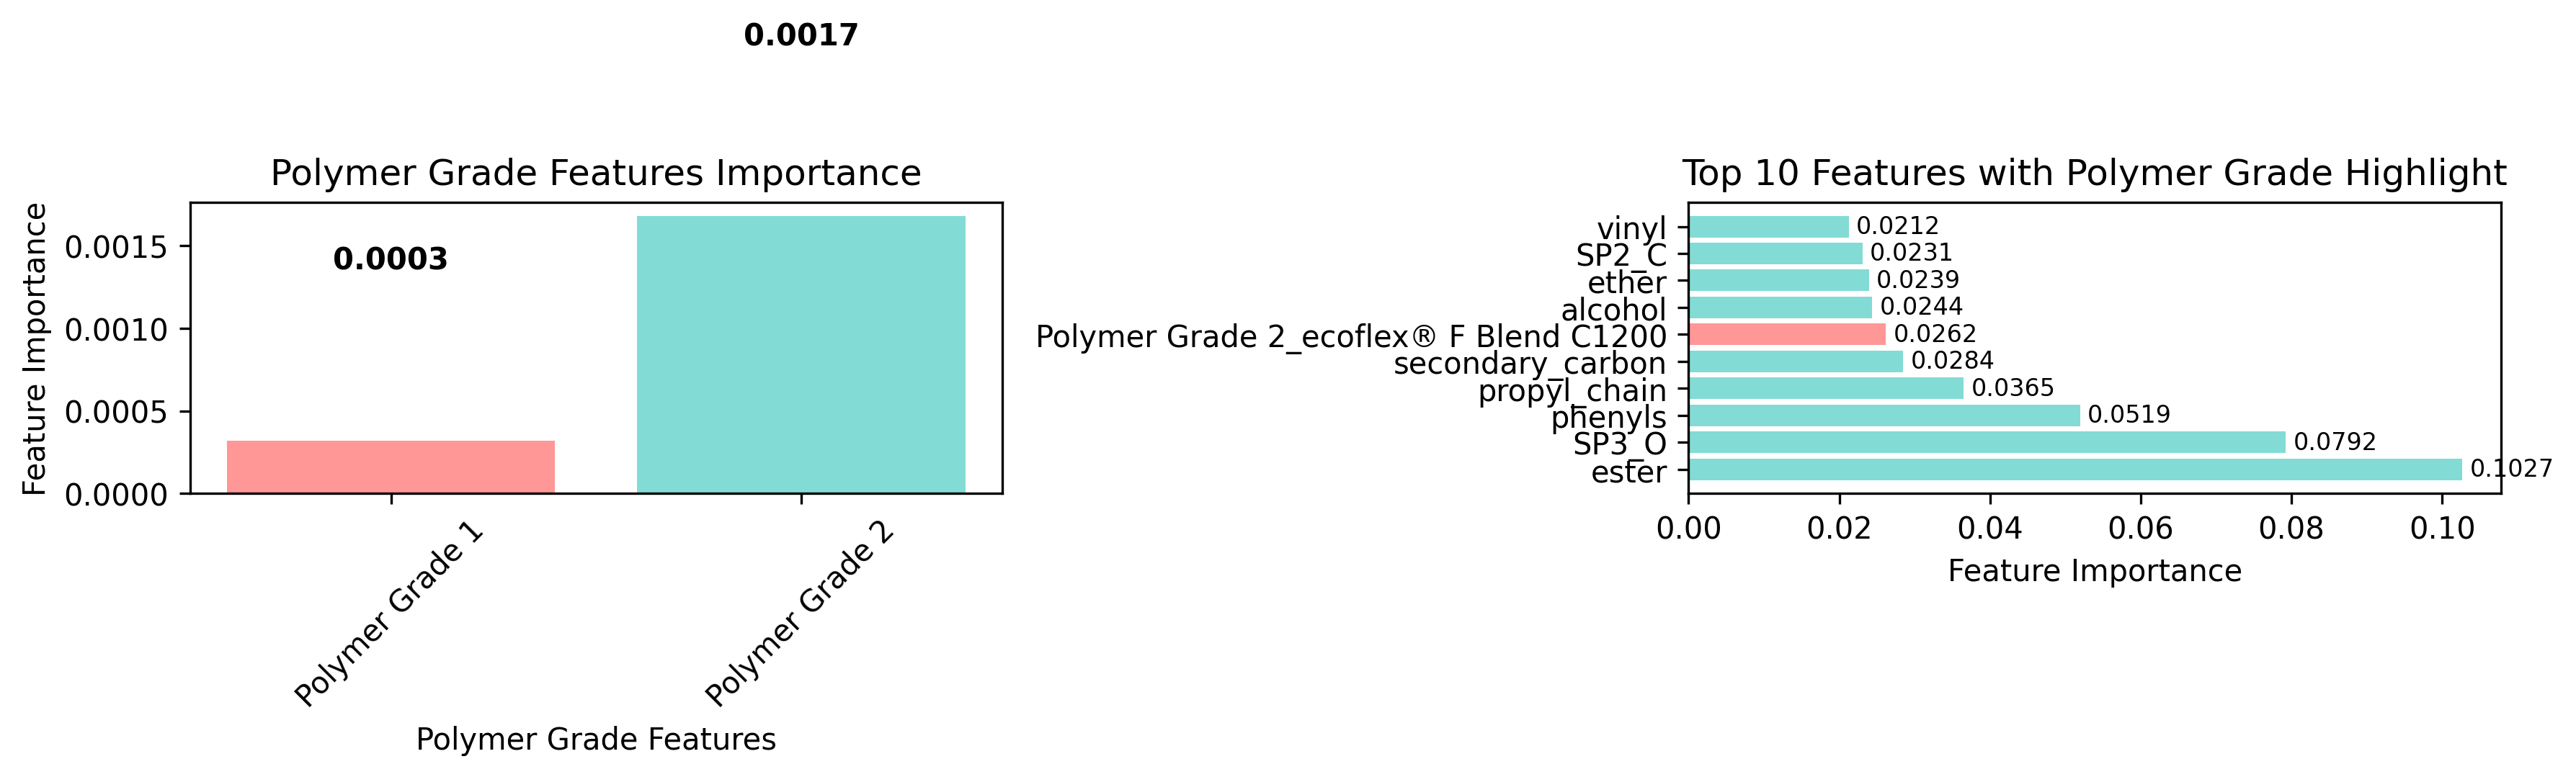 0.0017
Polymer Grade Features Importance
Feature Importance
0.0015
0.0010
0.0005
0.0000
0.0003
Polymer Grade 1
Polymer Grade 2
Polymer Grade Features
Top 10 Features with Polymer Grade Highlight
vinyl 0.0212
SP2_C 0.0231
ether 0.0239
alcohol 0.0244
Polymer Grade 2_ecoflex® F Blend C1200 0.0262
secondary_carbon 0.0284
propyl_chain 0.0365
phenyls 0.0519
SP3_O 0.0792
ester 0.1027
0.00 0.02 0.04 0.06 0.08 0.10
Feature Importance